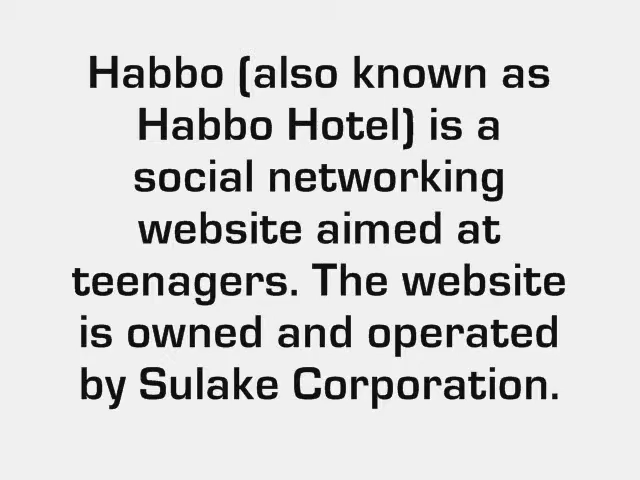 Habbo (also known as
Habbo Hotel) is a
social networking
website aimed at
teenagers. The website
is owned and operated
by Sulake Corporation.